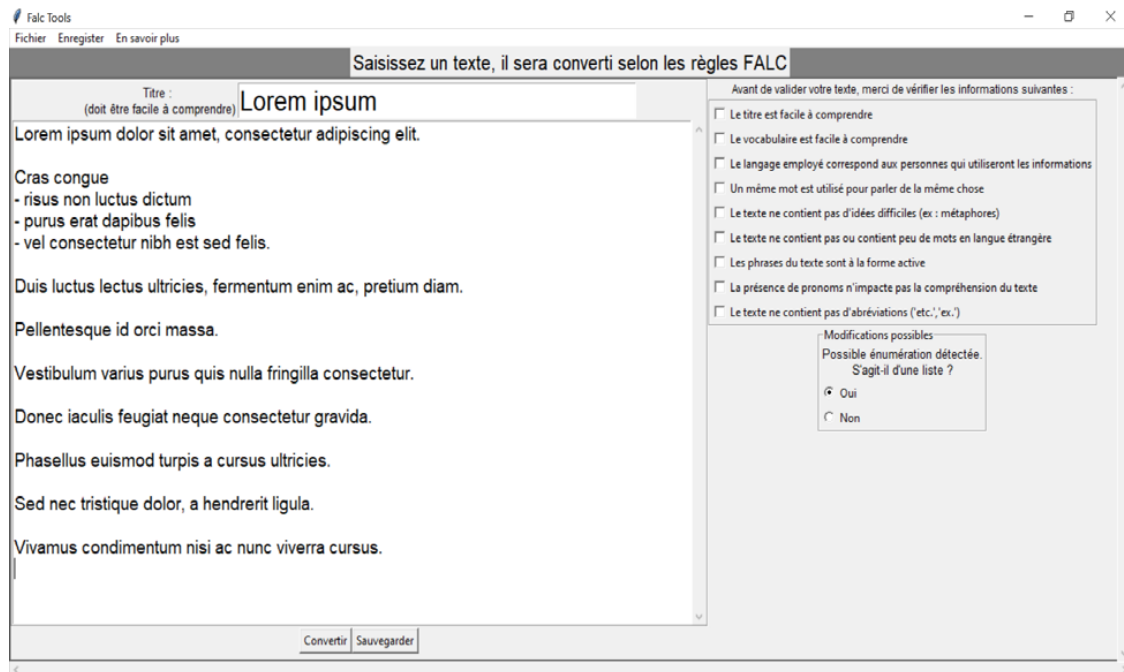 Falc Tools
Fichier Enregister En savoir plus
Saisissez un texte, il sera converti selon les règles FALC
Titre :
(doit être facile à comprendre)
Lorem ipsum
Lorem ipsum dolor sit amet, consectetur adipiscing elit.
Cras congue
- risus non luctus dictum
- purus erat dapibus felis
- vel consectetur nibh est sed felis.
Duis luctus lectus ultricies, fermentum enim ac, pretium diam.
Pellentesque id orci massa.
Vestibulum varius purus quis nulla fringilla consectetur.
Donec iaculis feugiat neque consectetur gravida.
Phasellus euismod turpis a cursus ultricies.
Sed nec tristique dolor, a hendrerit ligula.
Vivamus condimentum nisi ac nunc viverra cursus.
Convertir Sauvegarder
Avant de valider votre texte, merci de vérifier les informations suivantes :
Le titre est facile à comprendre
Le vocabulaire est facile à comprendre
Le langage employé correspond aux personnes qui utiliseront les informations
Un même mot est utilisé pour parler de la même chose
Le texte ne contient pas d'idées difficiles (ex : métaphores)
Le texte ne contient pas ou contient peu de mots en langue étrangère
Les phrases du texte sont à la forme active
La présence de pronoms n'impacte pas la compréhension du texte
Le texte ne contient pas d'abréviations ('etc.','ex.')
Modifications possibles
Possible énumération détectée.
S'agit-il d'une liste ?
Oui
Non